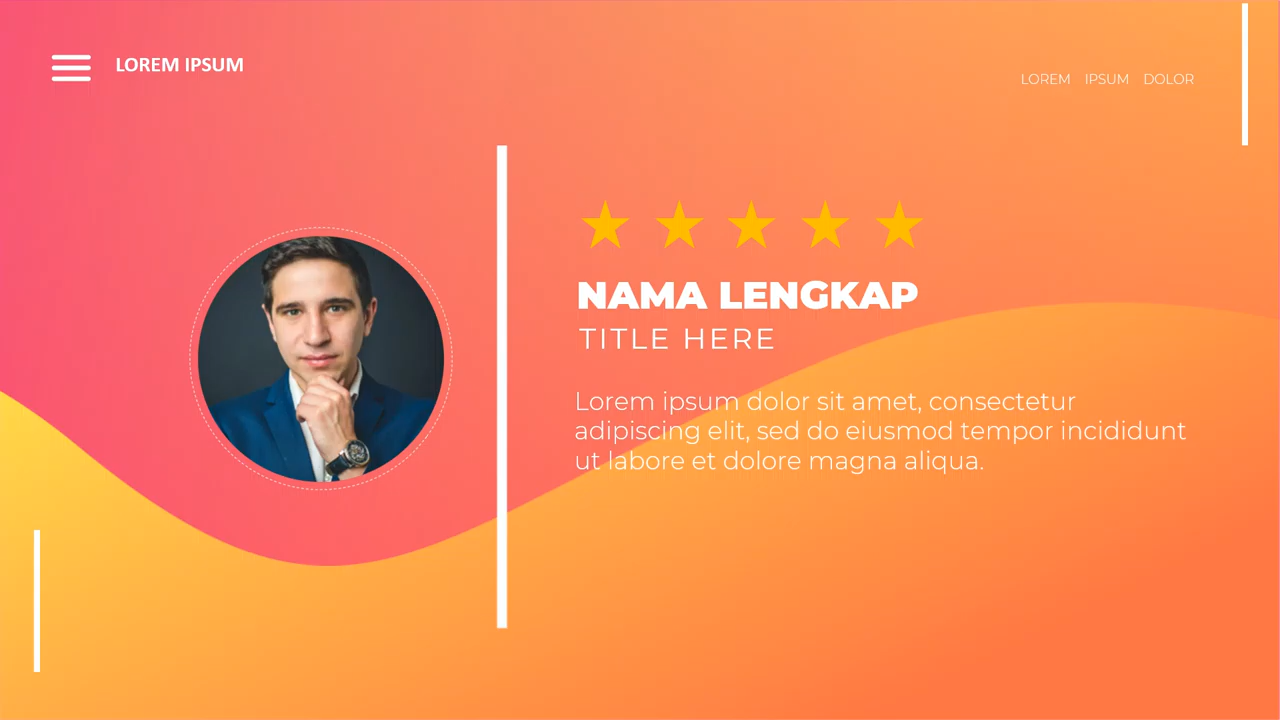 LOREM IPSUM
LOREM IPSUM DOLOR
NAMA LENGKAP
TITLE HERE
Lorem ipsum dolor sit amet, consectetur
adipiscing elit, sed do eiusmod tempor incididunt
ut labore et dolore magna aliqua.